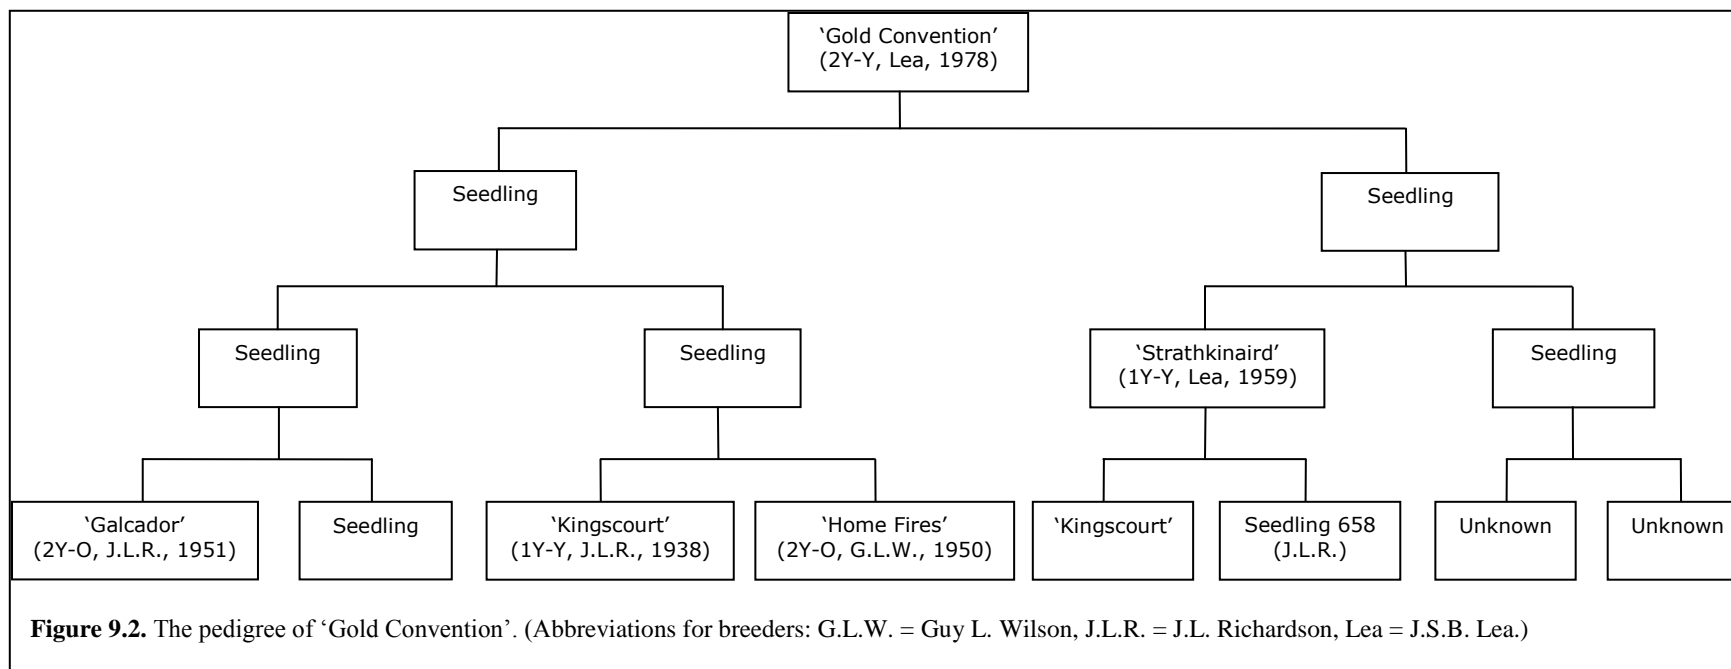 ‘Gold Convention’
(2Y-Y, Lea, 1978)
Seedling
Seedling
Seedling
Seedling
‘Strathkinaird’
(1Y-Y, Lea, 1959)
Seedling
‘Galcador’
(2Y-O, J.L.R., 1951)
Seedling
‘Kingscourt’
(1Y-Y, J.L.R., 1938)
‘Home Fires’
(2Y-O, G.L.W., 1950)
‘Kingscourt’
Seedling 658
(J.L.R.)
Unknown
Unknown
Figure 9.2. The pedigree of ‘Gold Convention’. (Abbreviations for breeders: G.L.W. = Guy L. Wilson, J.L.R. = J.L. Richardson, Lea = J.S.B. Lea.)